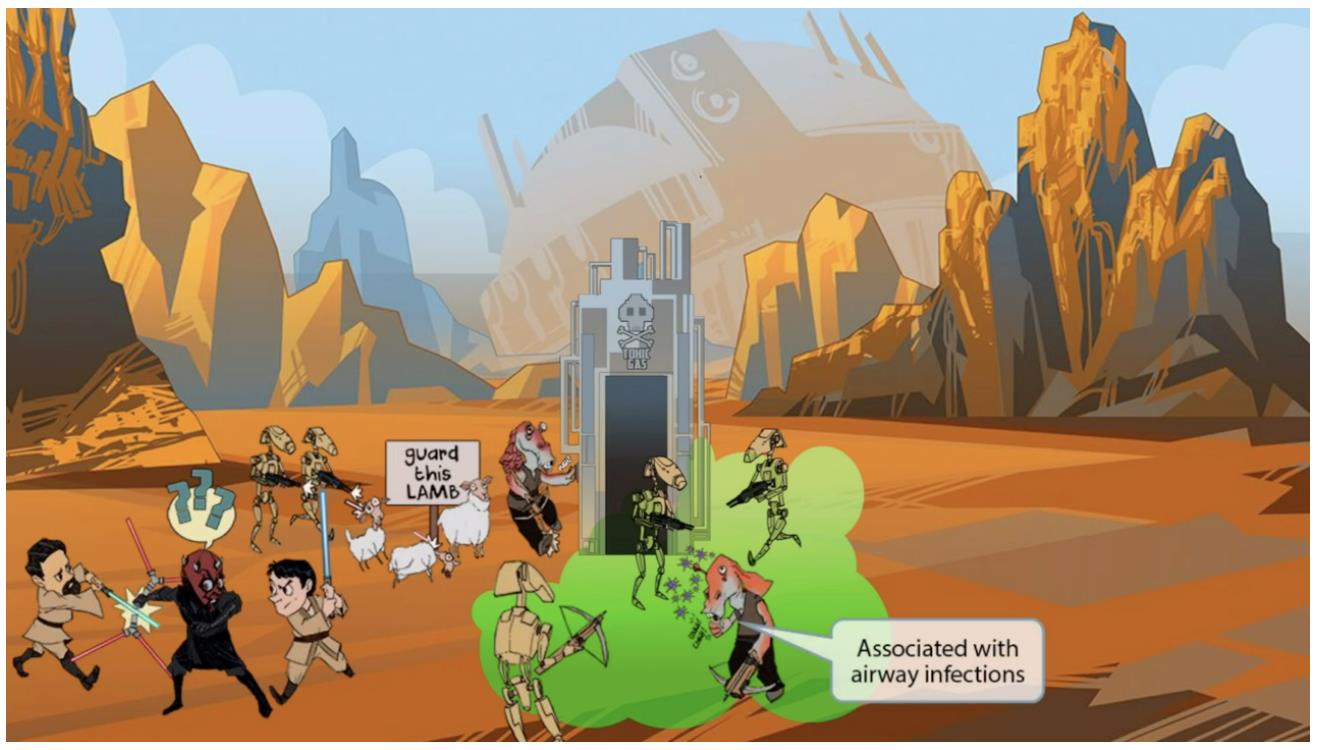 TOXIC
GAS
guard
this
LAMB
???
Associated with
airway infections